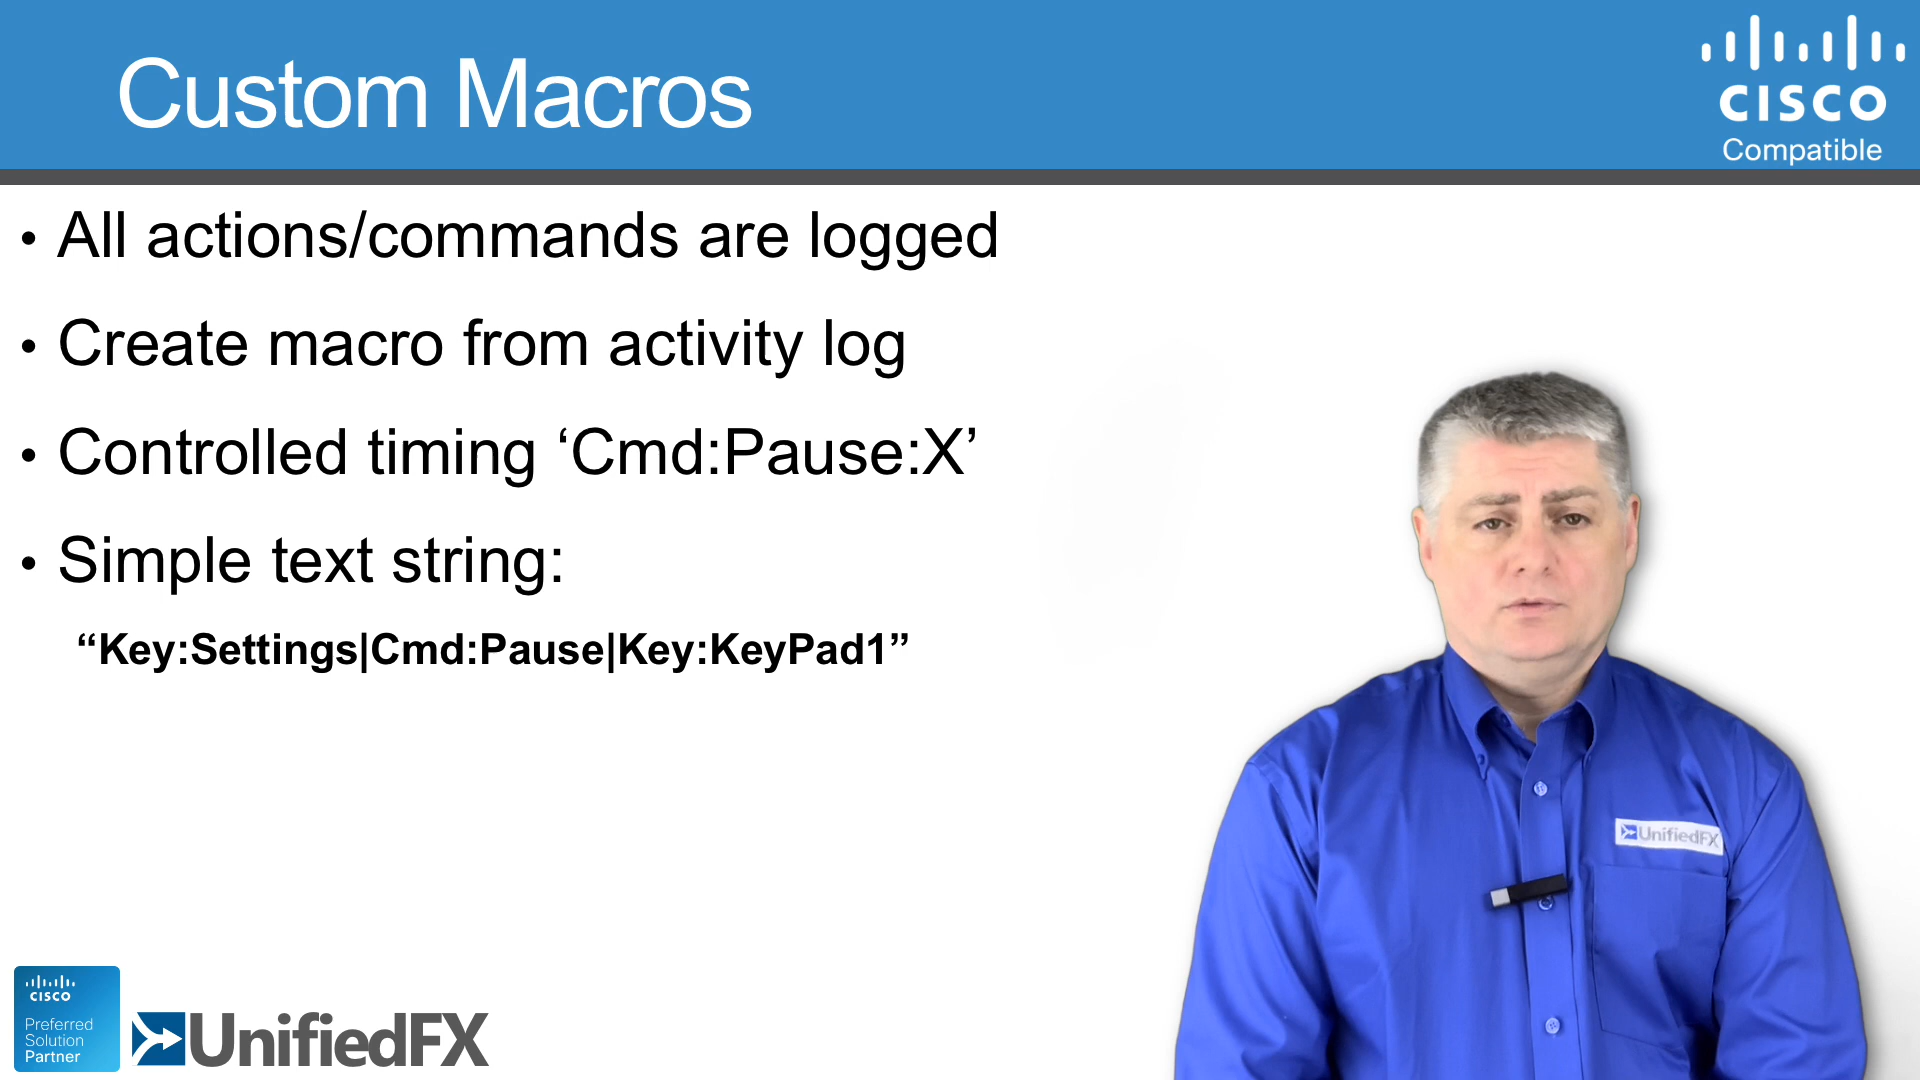 Custom Macros
CISCO
Compatible
• All actions/commands are logged
• Create macro from activity log
• Controlled timing ‘Cmd:Pause:X’
• Simple text string:
“Key:Settings|Cmd:Pause|Key:KeyPad1”
UnifiedFX
CISCO
Preferred
Solution
Partner
UnifiedFX